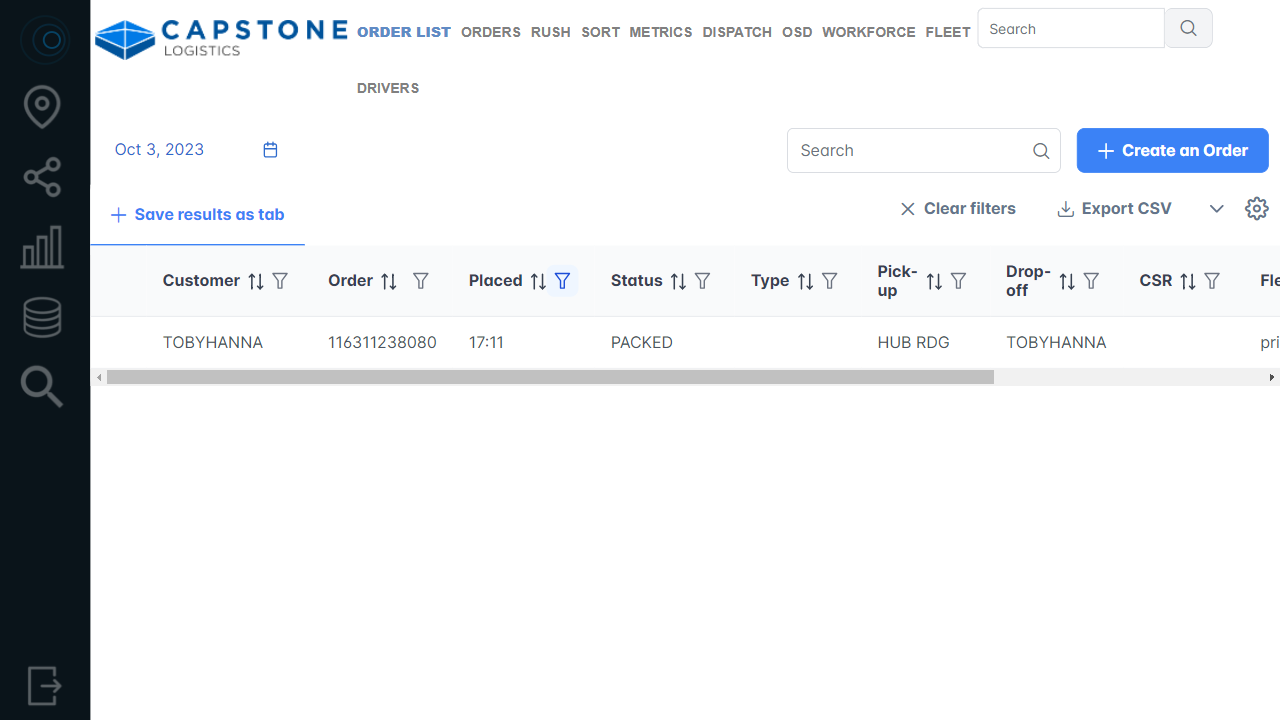 CAPSTONE
LOGISTICS
ORDER LIST ORDERS RUSH SORT METRICS DISPATCH OSD WORKFORCE FLEET Search
DRIVERS
Oct 3, 2023 Search Create an Order
Save results as tab Clear filters Export CSV
Customer Order Placed Status Type Pick-up Drop-off CSR Fle
TOBYHANNA 116311238080 17:11 PACKED HUB RDG TOBYHANNA pri